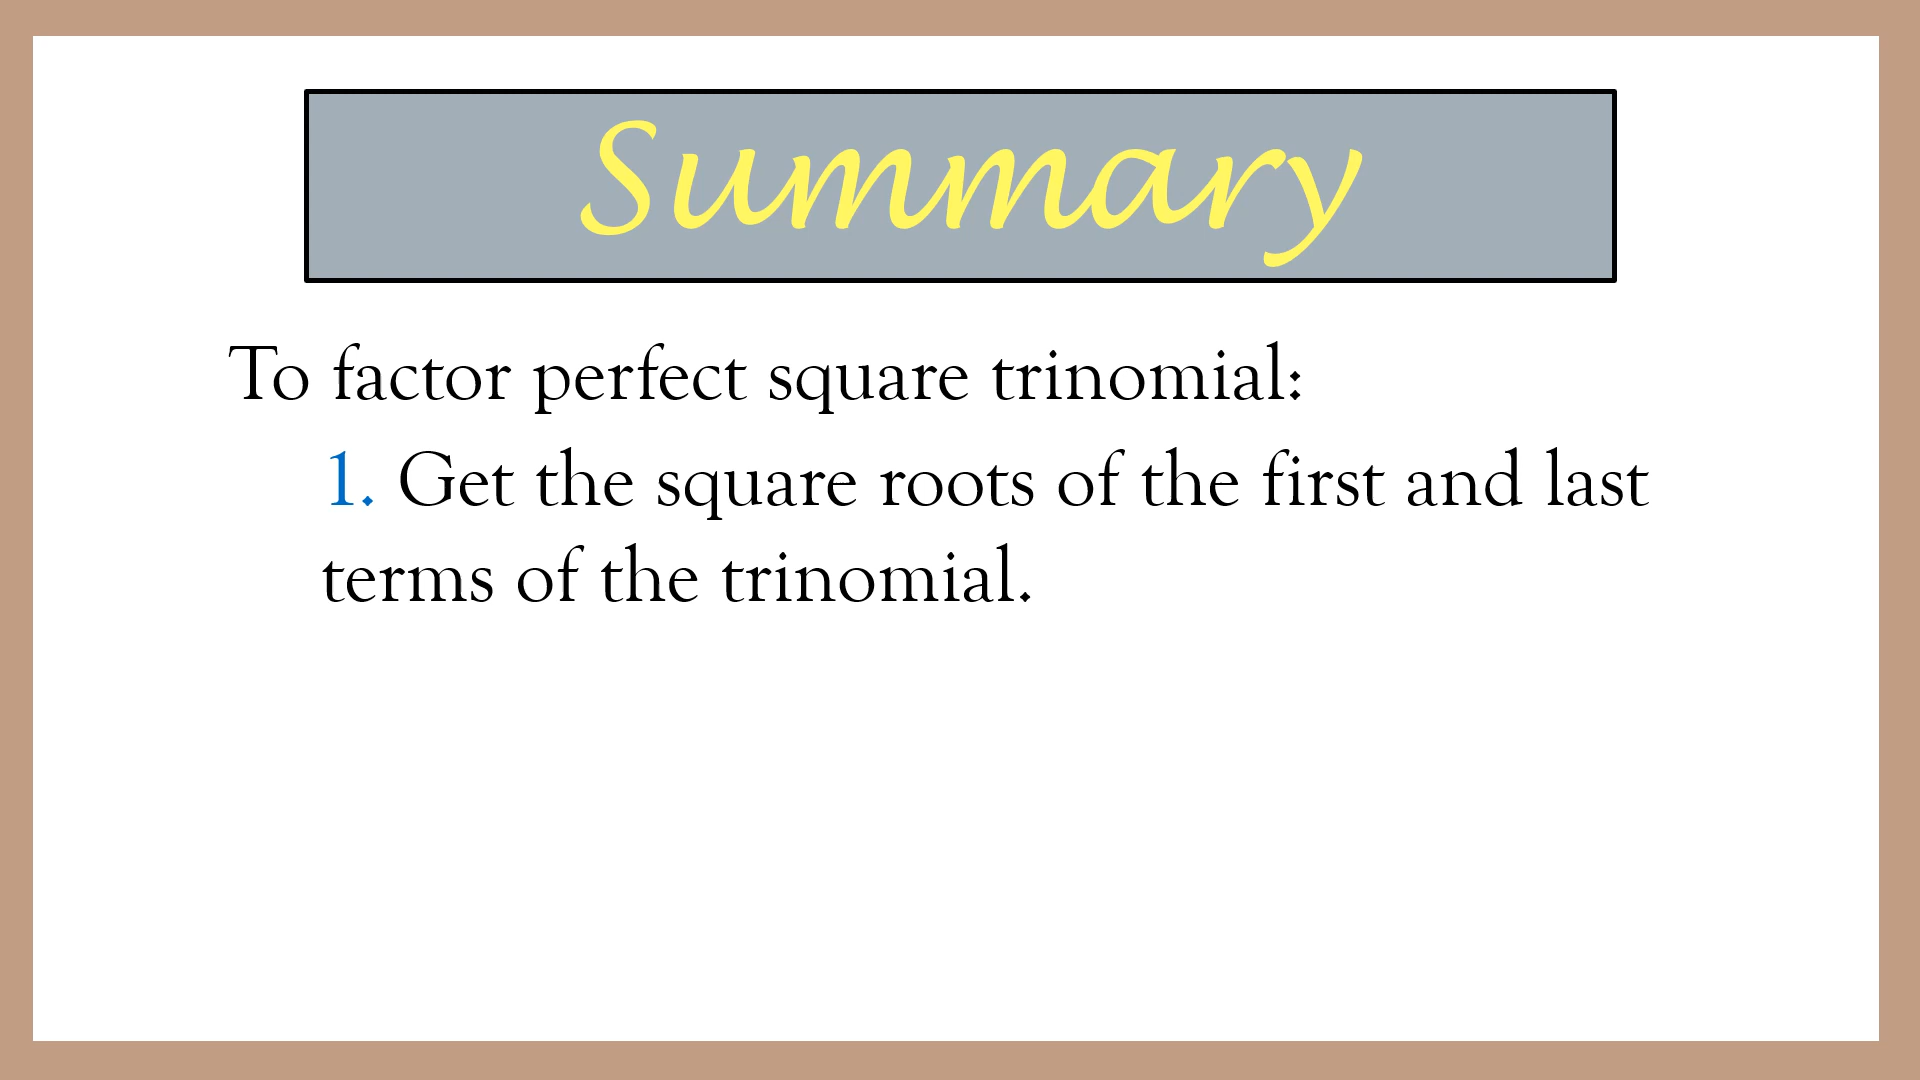 Summary
To factor perfect square trinomial:
1. Get the square roots of the first and last
terms of the trinomial.